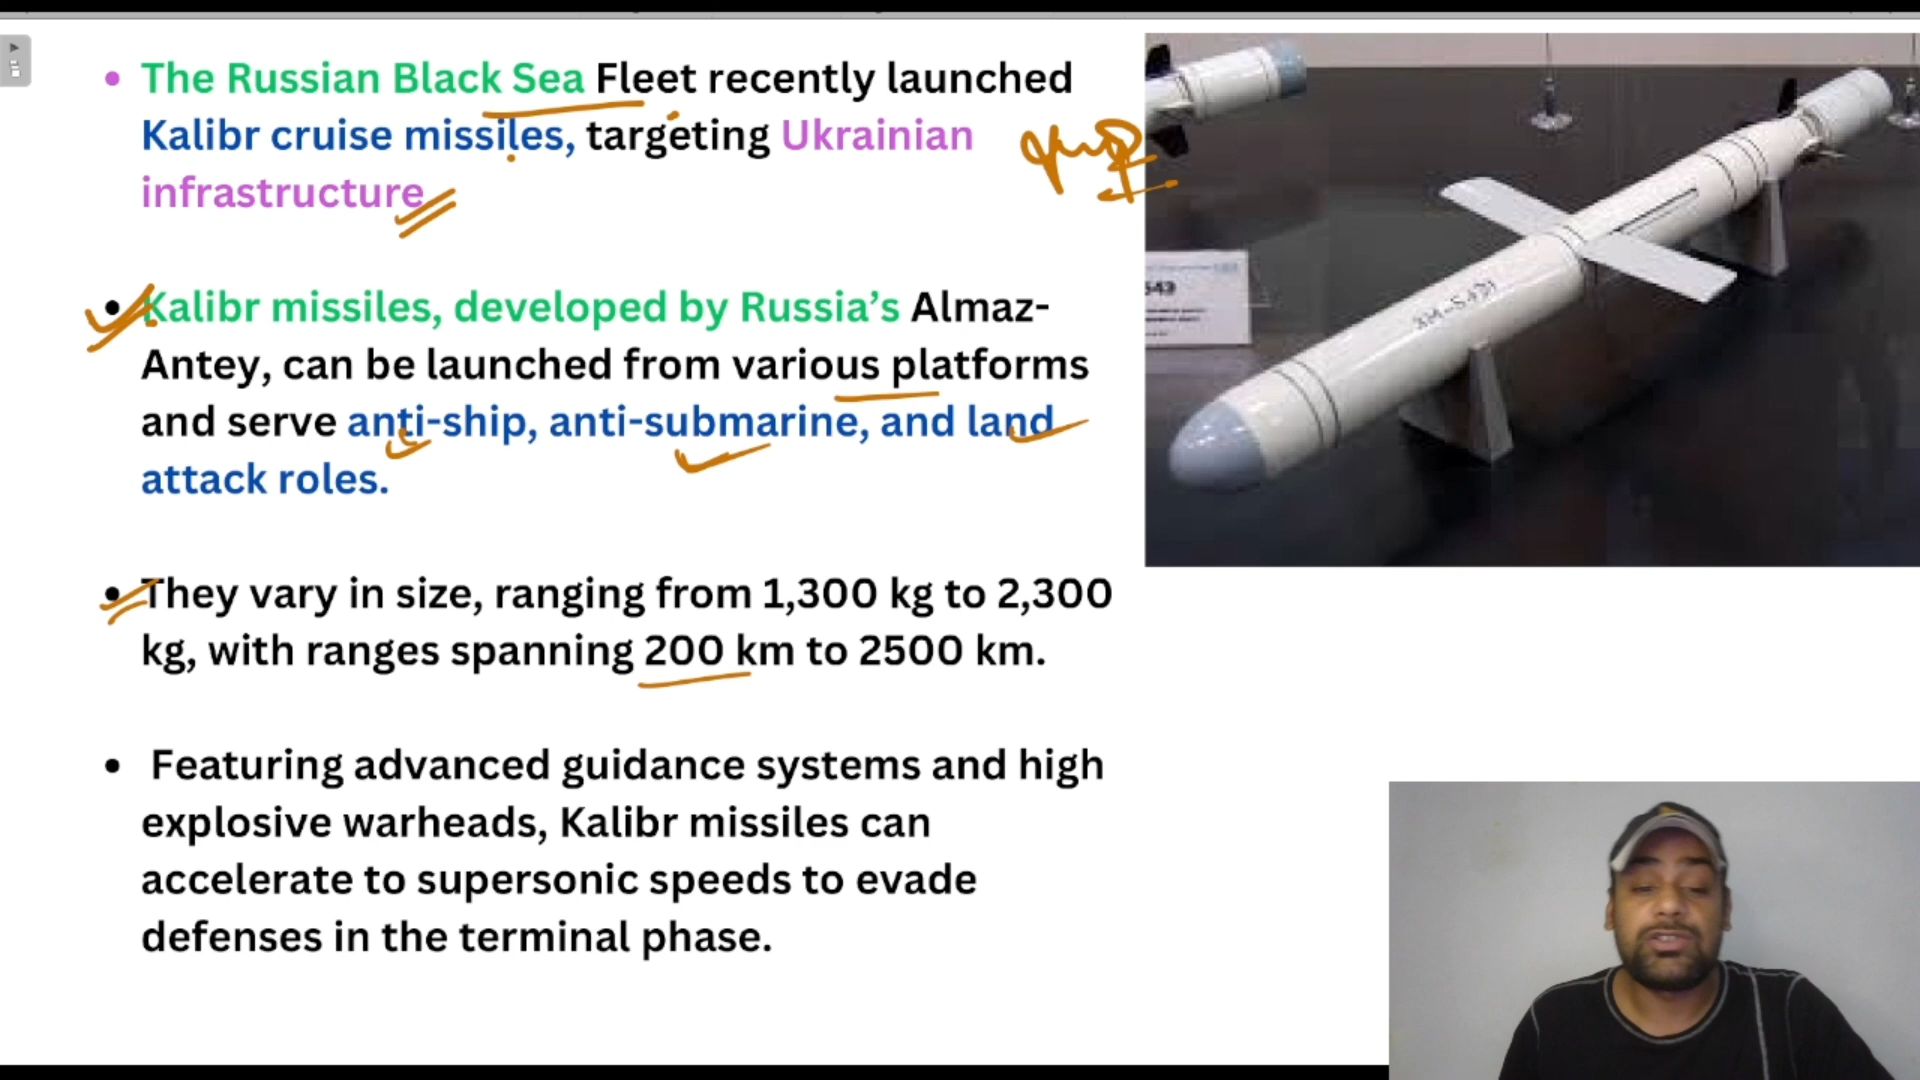 The Russian Black Sea Fleet recently launched
Kalibr cruise missiles, targeting Ukrainian
infrastructure
Kalibr missiles, developed by Russia's Almaz-
Antey, can be launched from various platforms
and serve anti-ship, anti-submarine, and land
attack roles.
They vary in size, ranging from 1,300 kg to 2,300
kg, with ranges spanning 200 km to 2500 km.
Featuring advanced guidance systems and high
explosive warheads, Kalibr missiles can
accelerate to supersonic speeds to evade
defenses in the terminal phase.